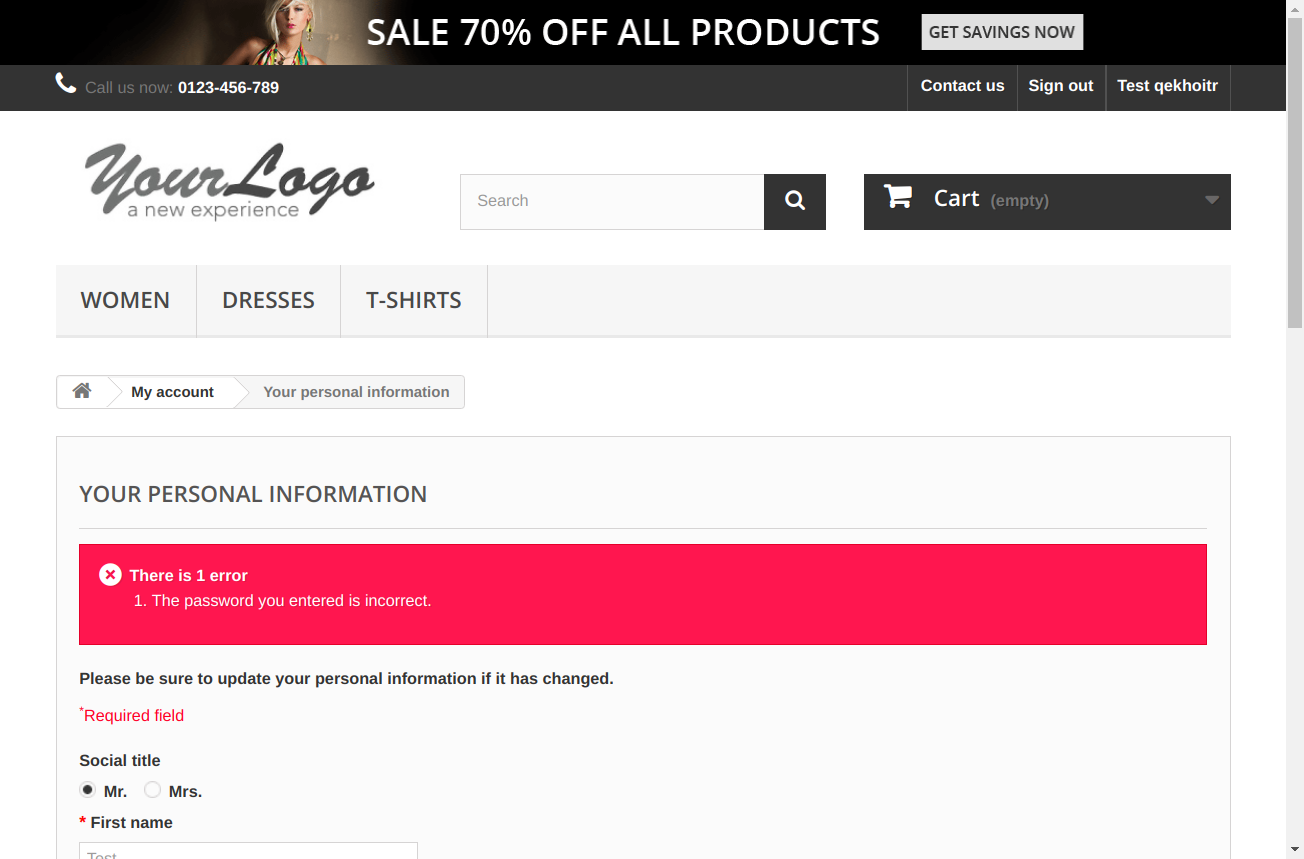 SALE 70% OFF ALL PRODUCTS GET SAVINGS NOW
Call us now: 0123-456-789 Contact us Sign out Test qekhoitr
YourLogo
a new experience
Search Cart (empty)
WOMEN DRESSES T-SHIRTS
My account Your personal information
YOUR PERSONAL INFORMATION
There is 1 error
1. The password you entered is incorrect.
Please be sure to update your personal information if it has changed.
*Required field
Social title
Mr. Mrs.
* First name
Test